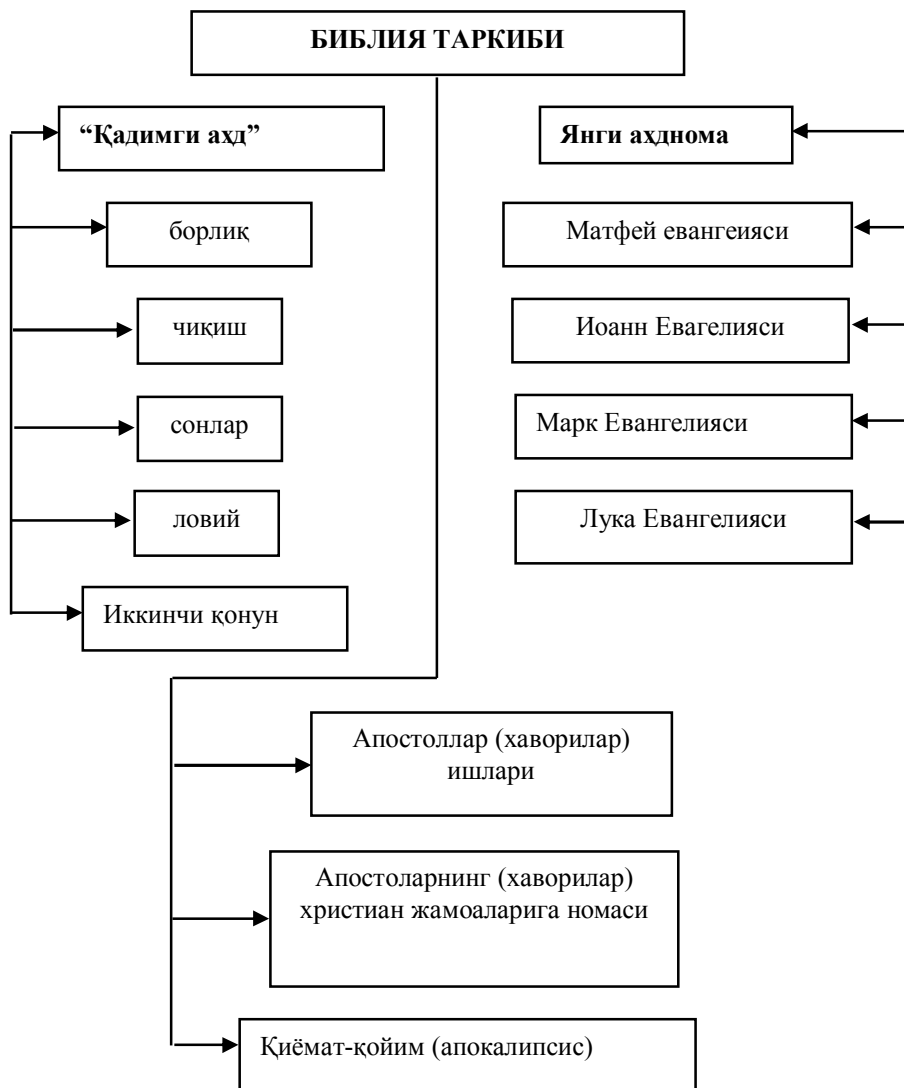 БИБЛИЯ ТАРКИБИ
“Қадимги аҳд”
борлиқ
чиқиш
сонлар
ловий
Иккинчи қонун
Янги аҳднома
Матфей евангеияси
Иоанн Евагелияси
Марк Евангелияси
Лука Евангелияси
Апостоллар (хаворилар)
ишлари
Апостоларнинг (хаворилар)
христиан жамоаларига номаси
Қиёмат-қойим (апокалипсис)